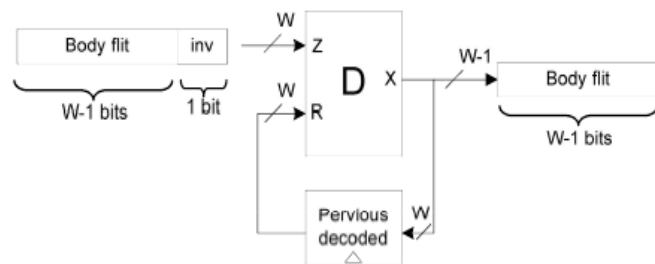 Body flit inv
W-1 bits
1 bit
W
Z
W
R
D
X
W-1
Body flit
W-1 bits
Pervious
decoded
W